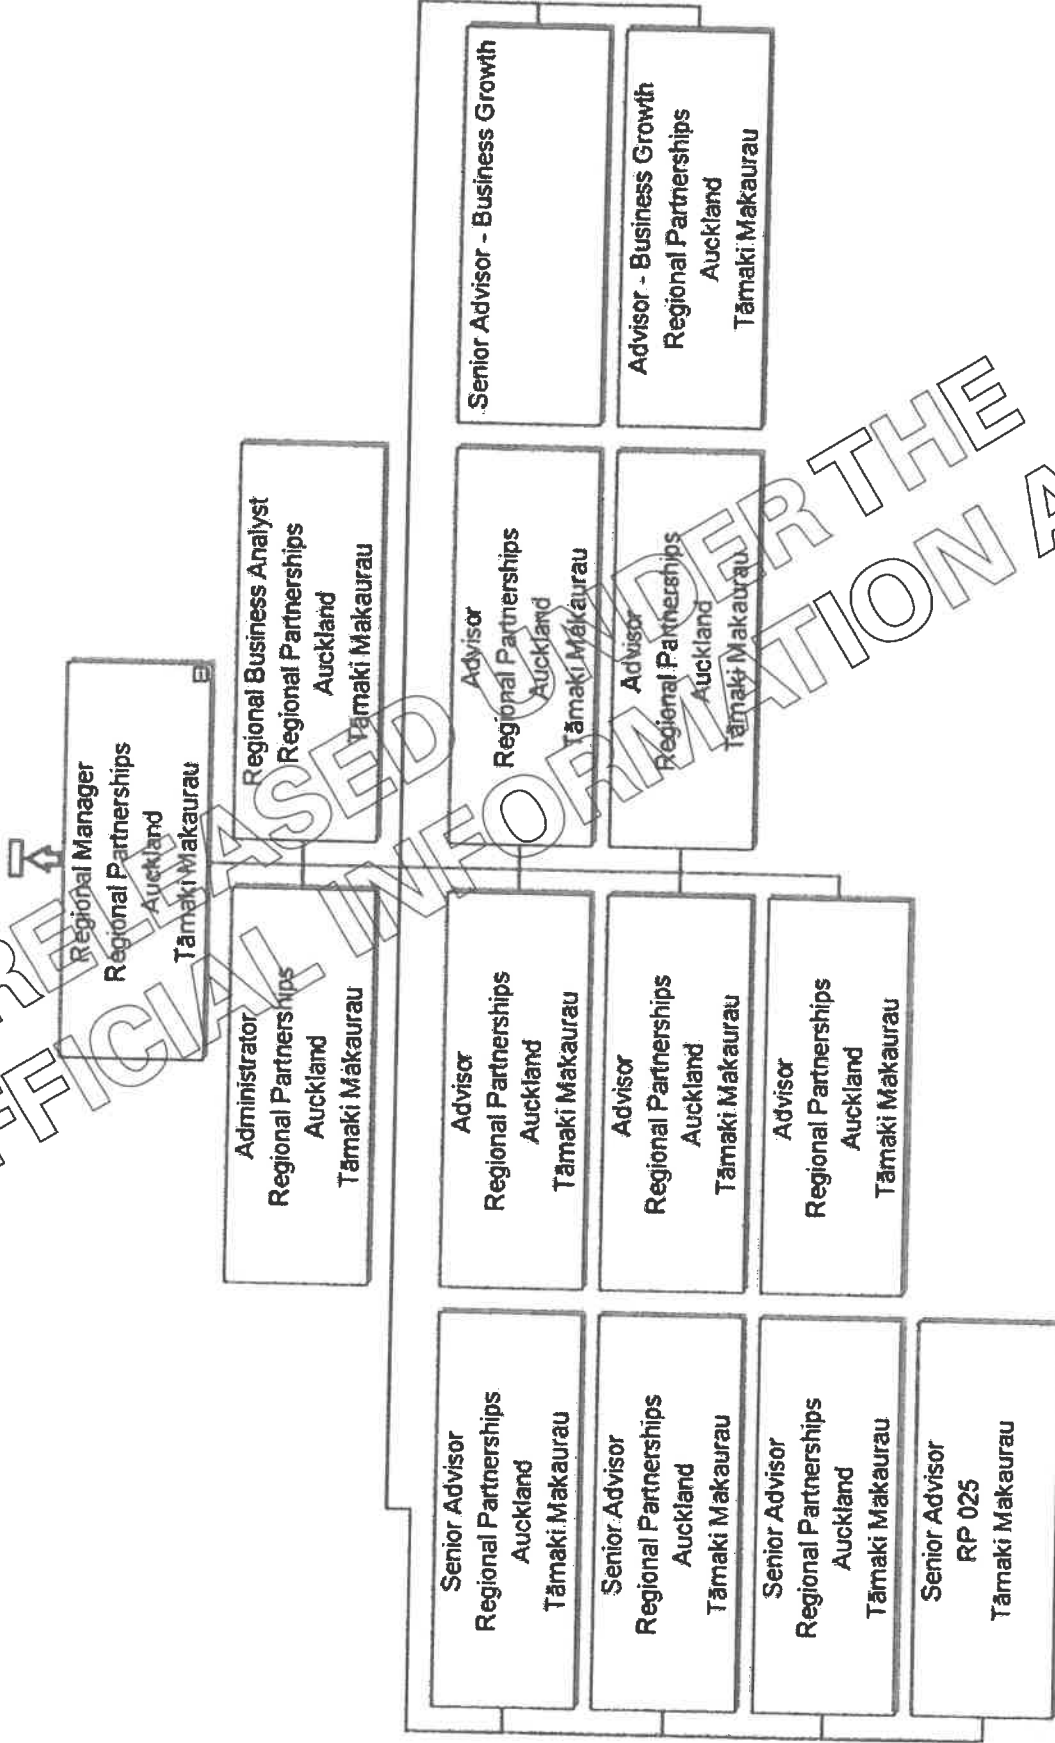 Regional Manager
Regional Partnerships
Auckland
Tāmaki Makaurau
Administrator
Regional Partnerships
Auckland
Tāmaki Makaurau
Regional Business Analyst
Regional Partnerships
Auckland
Tāmaki Makaurau
Senior Advisor
Regional Partnerships
Auckland
Tāmaki Makaurau
Advisor
Regional Partnerships
Auckland
Tāmaki Makaurau
Advisor
Regional Partnerships
Auckland
Tāmaki Makaurau
Senior Advisor - Business Growth
Senior Advisor
Regional Partnerships
Auckland
Tāmaki Makaurau
Advisor
Regional Partnerships
Auckland
Tāmaki Makaurau
Advisor
Regional Partnerships
Auckland
Tāmaki Makaurau
Advisor - Business Growth
Regional Partnerships
Auckland
Tāmaki Makaurau
Senior Advisor
Regional Partnerships
Auckland
Tāmaki Makaurau
Advisor
Regional Partnerships
Auckland
Tāmaki Makaurau
Senior Advisor
RP 025
Tāmaki Makaurau
RELEASED UNDER THE
OFFICIAL INFORMATION A